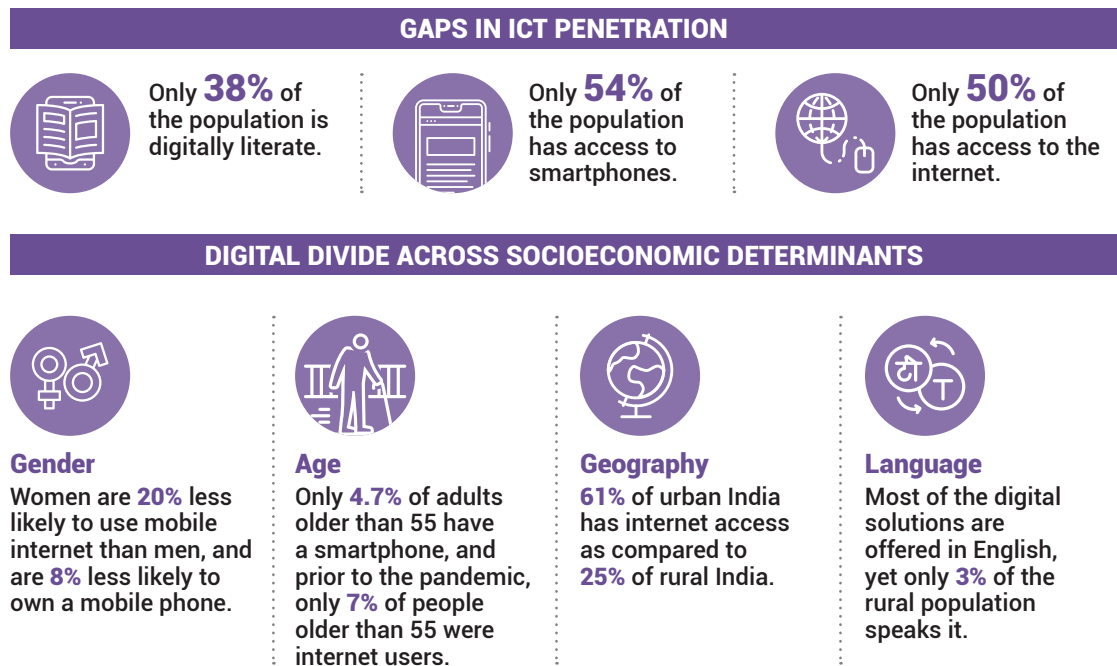 GAPS IN ICT PENETRATION
Only 38% of
the population is
digitally literate.
Only 54% of
the population
has access to
smartphones.
Only 50% of
the population
has access to the
internet.
DIGITAL DIVIDE ACROSS SOCIOECONOMIC DETERMINANTS
Gender
Women are 20% less
likely to use mobile
internet than men, and
are 8% less likely to
own a mobile phone.
Age
Only 4.7% of adults
older than 55 have
a smartphone, and
prior to the pandemic,
only 7% of people
older than 55 were
internet users.
Geography
61% of urban India
has internet access
as compared to
25% of rural India.
T
Language
Most of the digital
solutions are
offered in English,
yet only 3% of the
rural population
speaks it.